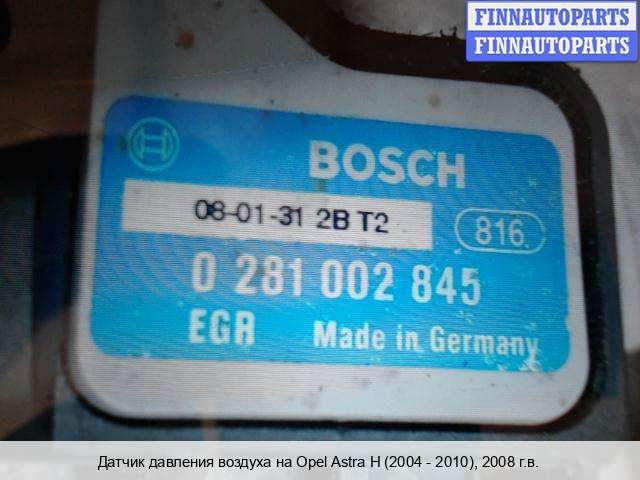 FINNAUTOPARTS
FINNAUTOPARTS
BOSCH
08-01-31 2B T2
816
0 281 002 845
EGR Made in Germany
Датчик давления воздуха на Opel Astra H (2004 - 2010), 2008 г.в.